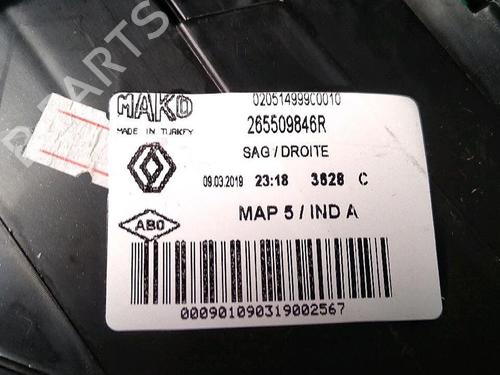 B-PARTS
MAKO
020514999C0010
MADE IN TURKEY
265509846R
SAG / DROITE
09.03.2019 23:18 3628 C
ABO
MAP 5 / IND A
000901090319002567